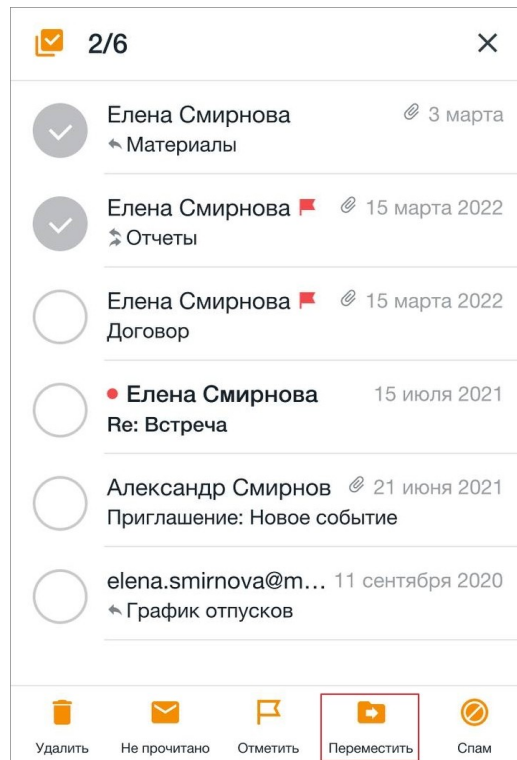 2/6
Елена Смирнова 3 марта
Материалы
Елена Смирнова 15 марта 2022
Отчеты
Елена Смирнова 15 марта 2022
Договор
Елена Смирнова 15 июля 2021
Re: Встреча
Александр Смирнов 21 июня 2021
Приглашение: Новое событие
elena.smirnova@m... 11 сентября 2020
График отпусков
Удалить Не прочитано Отметить Переместить Спам